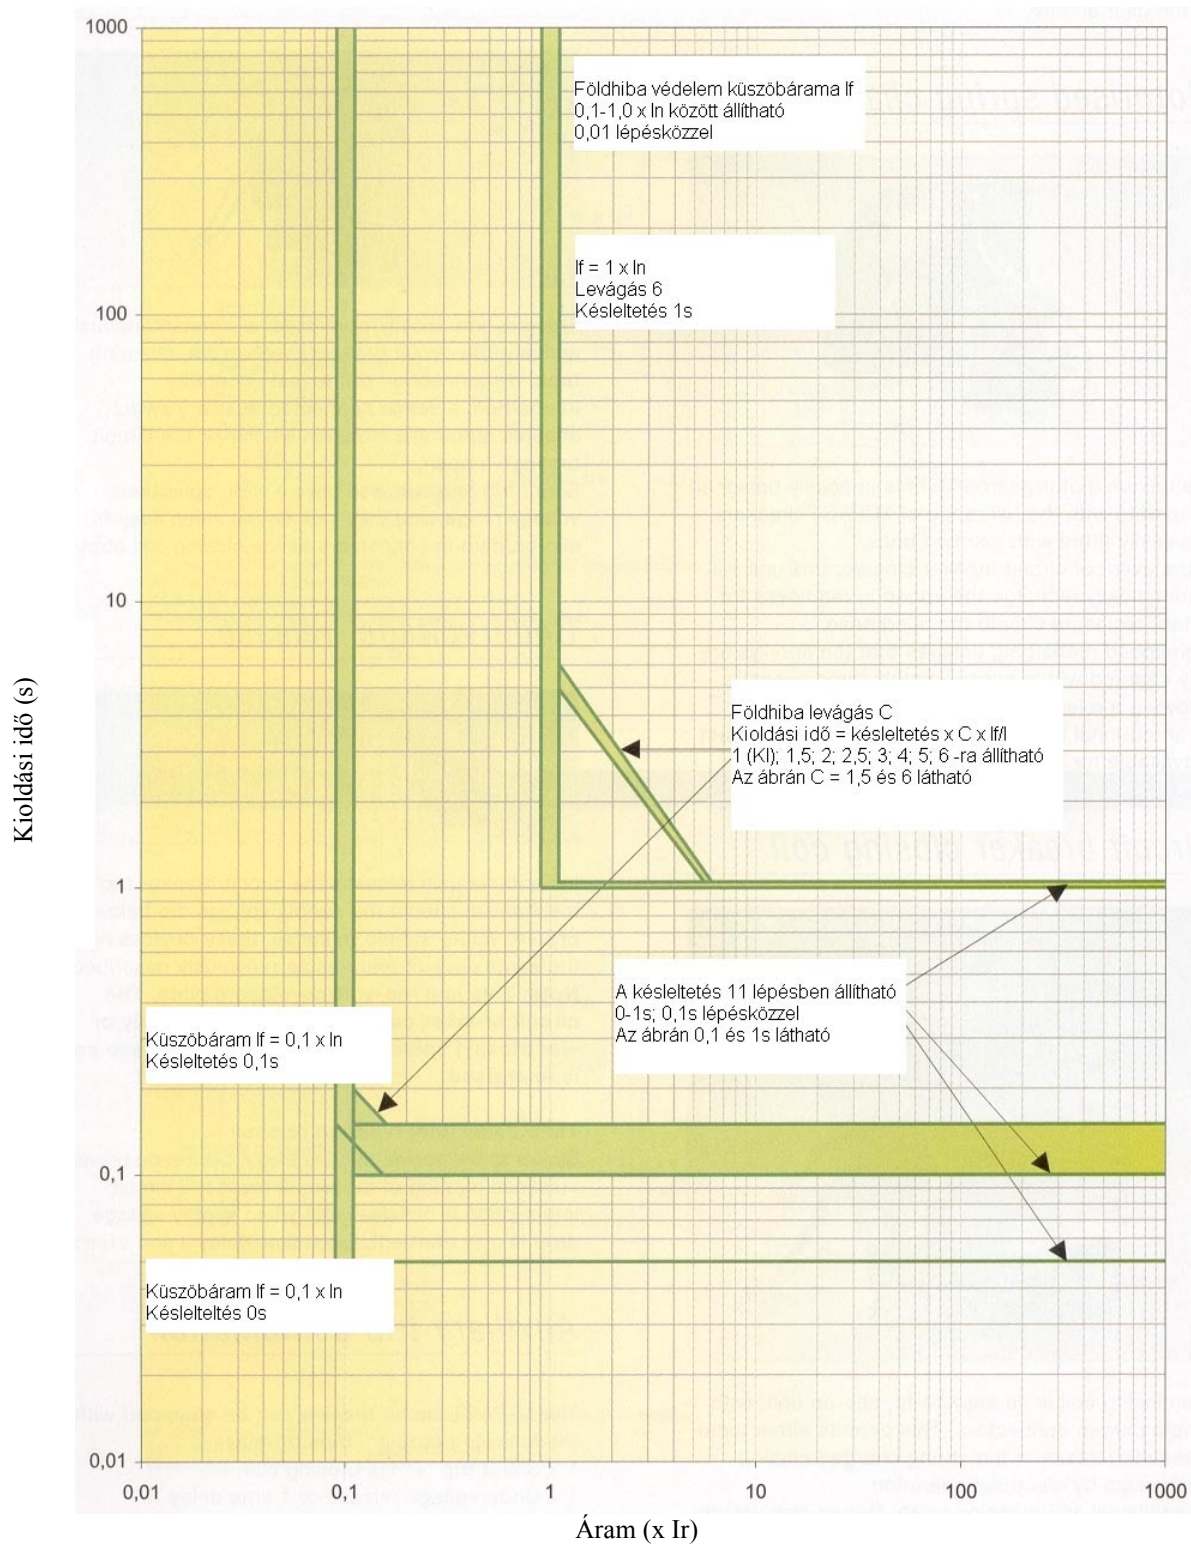 1000
Földhiba védelem küszöbárama If
0,1-1,0 x In között állítható
0,01 lépésközzel
If = 1 x In
Levágás 6
Késleltetés 1s
100
10
Kioldási idő (s)
Földhiba levágás C
Kioldási idő = késleltetés x C x If/I
1 (KI); 1,5; 2; 2,5; 3; 4; 5; 6 -ra állítható
Az ábrán C = 1,5 és 6 látható
1
A késleltetés 11 lépésben állítható
0-1s; 0,1s lépésközzel
Az ábrán 0,1 és 1s látható
Küszöbáram If = 0,1 x In
Késleltetés 0,1s
0,1
Küszöbáram If = 0,1 x In
Késlelteltés 0s
0,01
0,01 0,1 1 10 100 1000
Áram (x Ir)